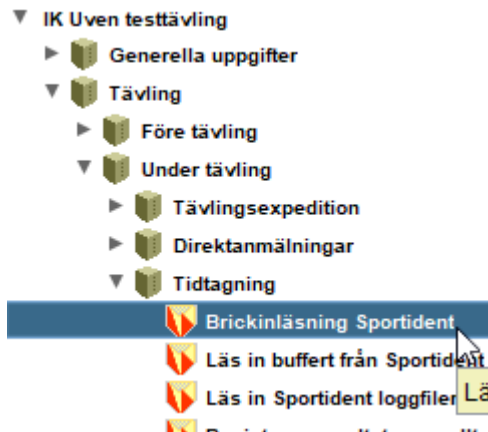 IK Uven testtävling
Generella uppgifter
Tävling
Före tävling
Under tävling
Tävlingsexpedition
Direktanmälningar
Tidtagning
Brickinläsning Sportident
Läs in buffert från Sportident
Läs in Sportident loggfiler